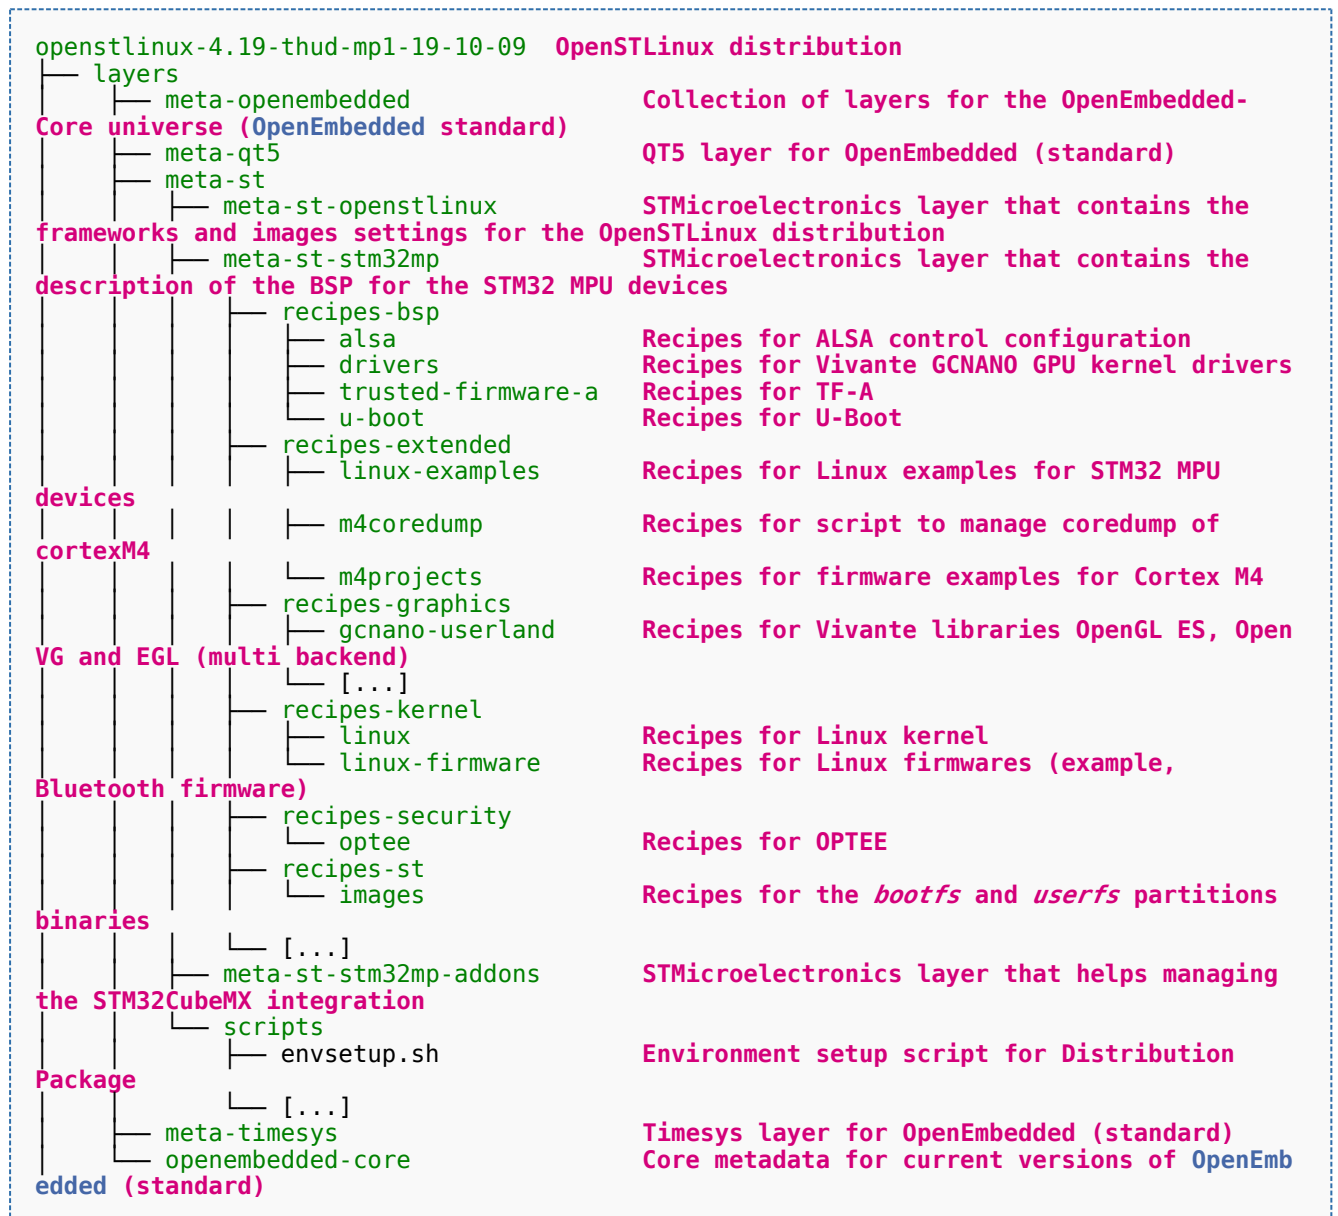 openstlinux-4.19-thud-mp1-19-10-09  OpenSTLinux distribution
├── layers
│    ├── meta-openembedded                Collection of layers for the OpenEmbedded-
Core universe (OpenEmbedded standard)
│    ├── meta-qt5                         QT5 layer for OpenEmbedded (standard)
│    ├── meta-st
│    │   ├── meta-st-openstlinux          STMicroelectronics layer that contains the
frameworks and images settings for the OpenSTLinux distribution
│    │   ├── meta-st-stm32mp              STMicroelectronics layer that contains the
description of the BSP for the STM32 MPU devices
│    │   │   ├── recipes-bsp
│    │   │   │   ├── alsa                 Recipes for ALSA control configuration
│    │   │   │   ├── drivers              Recipes for Vivante GCNANO GPU kernel drivers
│    │   │   │   ├── trusted-firmware-a   Recipes for TF-A
│    │   │   │   └── u-boot               Recipes for U-Boot
│    │   │   ├── recipes-extended
│    │   │   │   ├── linux-examples       Recipes for Linux examples for STM32 MPU
devices
│    │   │   │   ├── m4coredump           Recipes for script to manage coredump of
cortexM4
│    │   │   │   └── m4projects           Recipes for firmware examples for Cortex M4
│    │   │   ├── recipes-graphics
│    │   │   │   ├── gcnano-userland      Recipes for Vivante libraries OpenGL ES, Open
VG and EGL (multi backend)
│    │   │   │   └── [...]
│    │   │   ├── recipes-kernel
│    │   │   │   ├── linux                Recipes for Linux kernel
│    │   │   │   └── linux-firmware       Recipes for Linux firmwares (example,
Bluetooth firmware)
│    │   │   ├── recipes-security
│    │   │   │   └── optee                Recipes for OPTEE
│    │   │   ├── recipes-st
│    │   │   │   └── images               Recipes for the bootfs and userfs partitions
binaries
│    │   │   └── [...]
│    │   ├── meta-st-stm32mp-addons       STMicroelectronics layer that helps managing
the STM32CubeMX integration
│    │   └── scripts
│    │       ├── envsetup.sh              Environment setup script for Distribution
Package
│    │       └── [...]
│    ├── meta-timesys                     Timesys layer for OpenEmbedded (standard)
│    └── openembedded-core                Core metadata for current versions of OpenEmb
edded (standard)